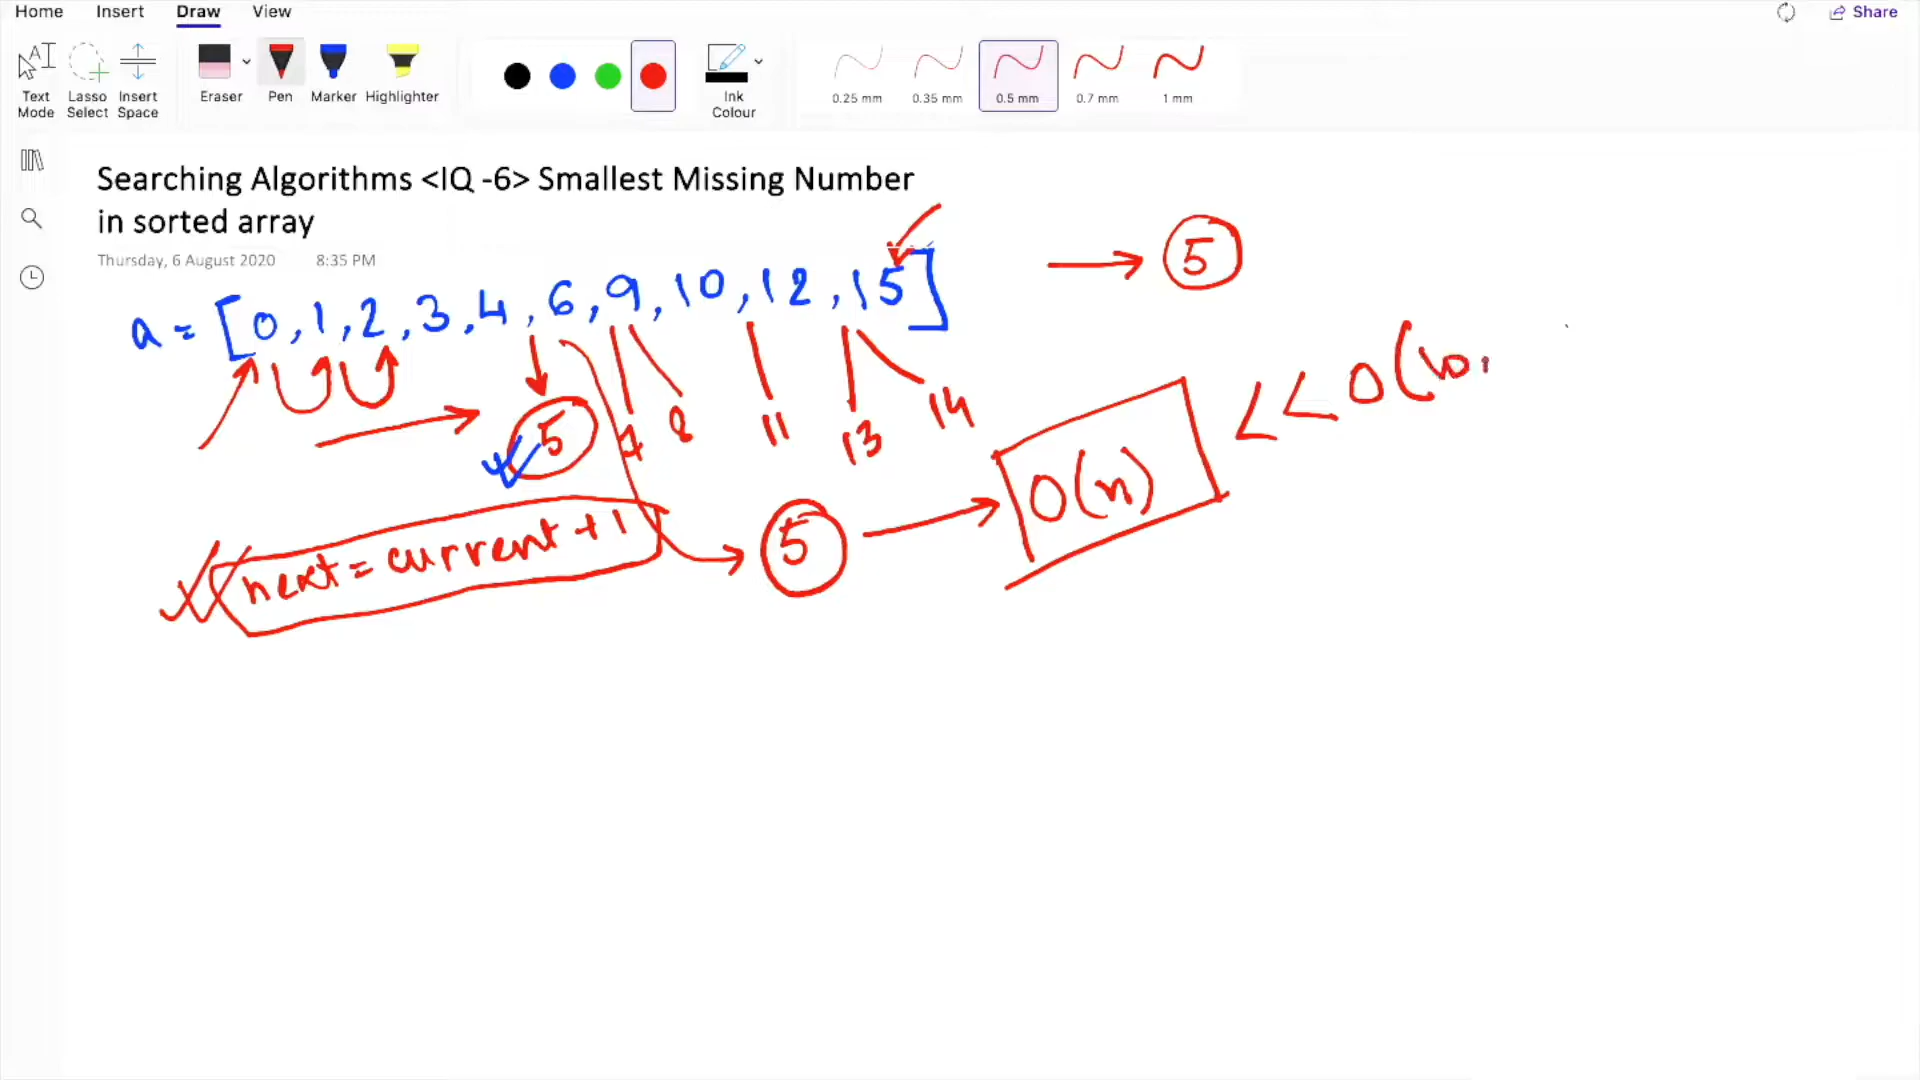 Home Insert Draw View Share
Text Mode
Lasso Select
Insert Space
Eraser
Pen
Marker
Highlighter
Ink Colour
0.25 mm
0.35 mm
0.5 mm
0.7 mm
1 mm
Searching Algorithms <IQ -6> Smallest Missing Number
in sorted array
Thursday, 6 August 2020 8:35 PM
a = [0, 1, 2, 3, 4, 6, 9, 10, 12, 15]
5
5
7 8 11 13 14
next = current + 1
5
O(n)
<< O(